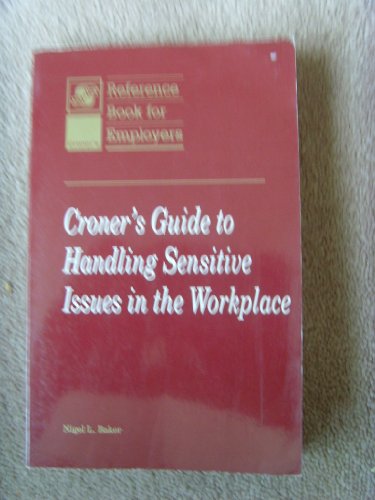 Reference
Book for
Employers
Croner's Guide to
Handling Sensitive
Issues in the Workplace
Nigel L. Baker